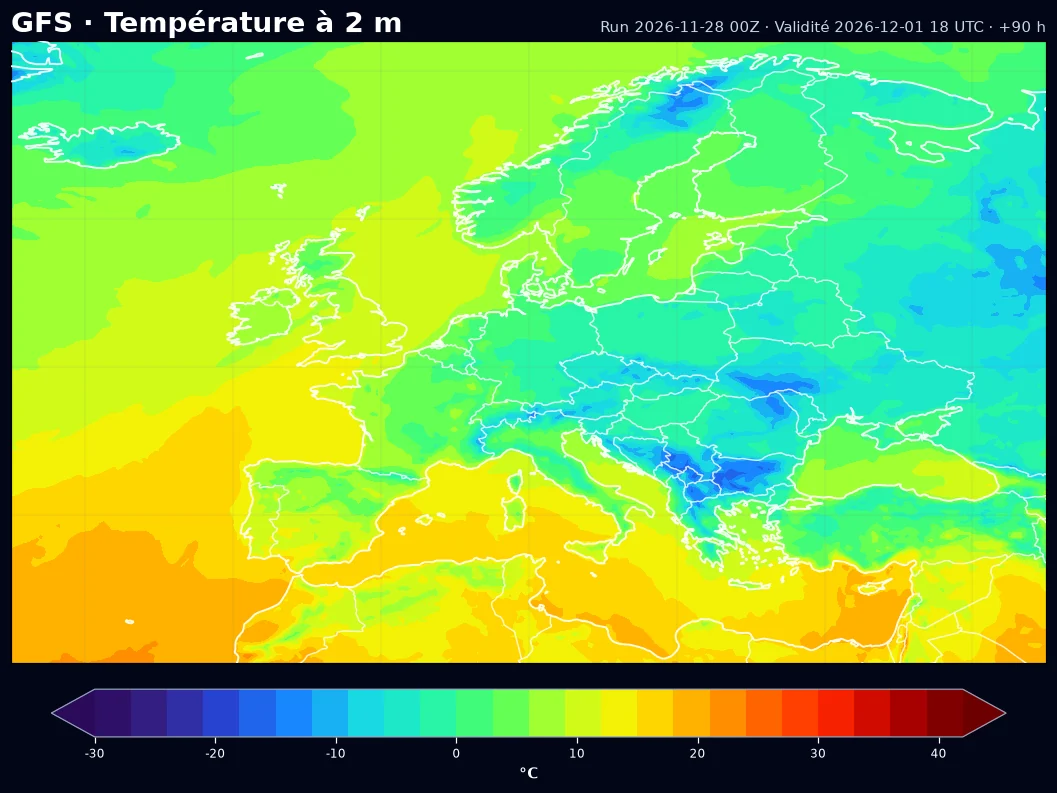 GFS · Température à 2 m
Run 2026-11-28 00Z · Validité 2026-12-01 18 UTC · +90 h
-30 -20 -10 0 10 20 30 40
°C